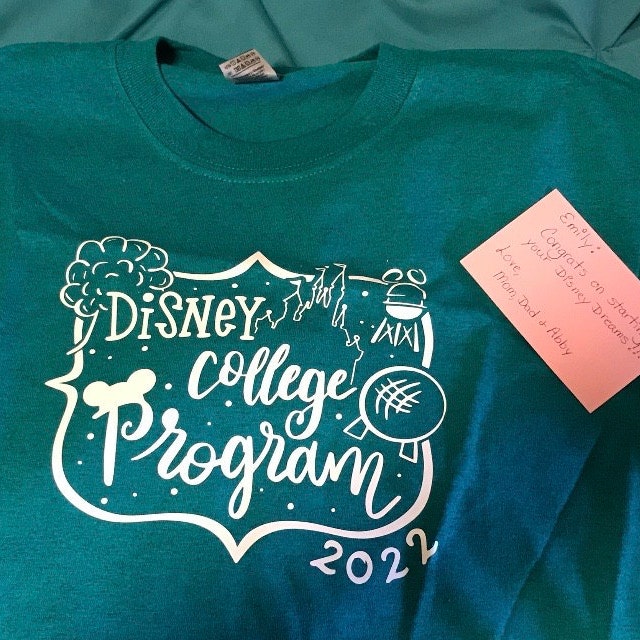 DiSNEY
college
Program
2022
Emily:
Congrats on starting
your Disney Dreams!!!
Love,
Mom, Dad + Abby